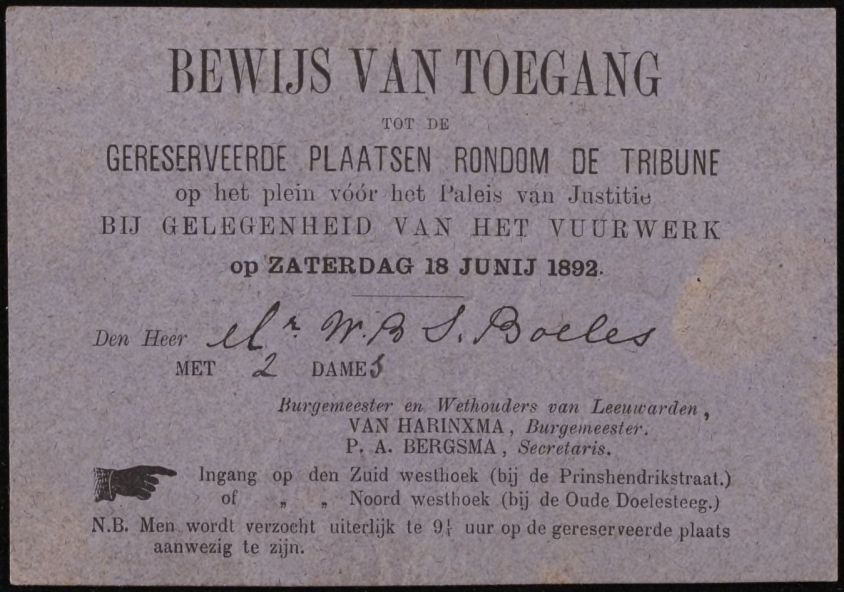 BEWIJS VAN TOEGANG
TOT DE
GERESERVEERDE PLAATSEN RONDOM DE TRIBUNE
op het plein vóór het Paleis van Justitie
BIJ GELEGENHEID VAN HET VUURWERK
op ZATERDAG 18 JUNIJ 1892.
Den Heer Mr. W. B. S. Boeles
MET 2 DAMES
Burgemeester en Wethouders van Leeuwarden,
VAN HARINXMA, Burgemeester.
P. A. BERGSMA, Secretaris.
Ingang op den Zuid westhoek (bij de Prinshendrikstraat.)
of „ „ Noord westhoek (bij de Oude Doelesteeg.)
N.B. Men wordt verzocht uiterlijk te 9½ uur op de gereserveerde plaats
aanwezig te zijn.